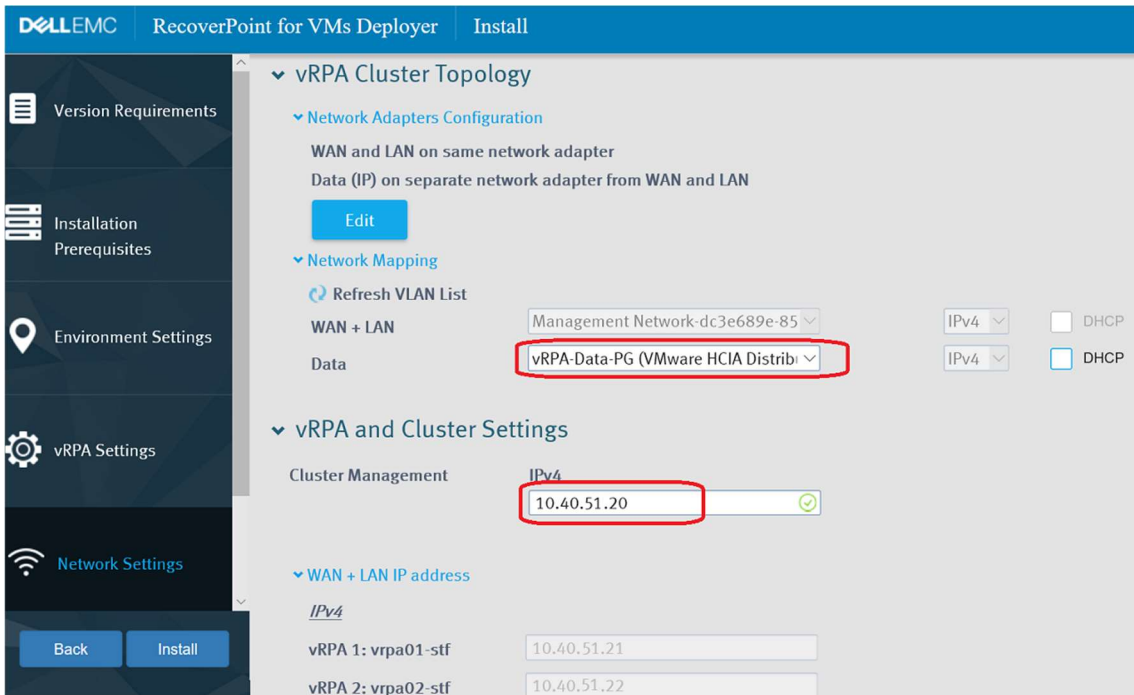 DELLEMC RecoverPoint for VMs Deployer Install
Version Requirements
Installation
Prerequisites
Environment Settings
vRPA Settings
Network Settings
Back Install
vRPA Cluster Topology
Network Adapters Configuration
WAN and LAN on same network adapter
Data (IP) on separate network adapter from WAN and LAN
Edit
Network Mapping
Refresh VLAN List
WAN + LAN Management Network-dc3e689e-85 IPv4 DHCP
Data vRPA-Data-PG (VMware HCIA Distrib IPv4 DHCP
vRPA and Cluster Settings
Cluster Management IPv4
10.40.51.20
WAN + LAN IP address
IPv4
vRPA 1: vrpa01-stf 10.40.51.21
vRPA 2: vrpa02-stf 10.40.51.22